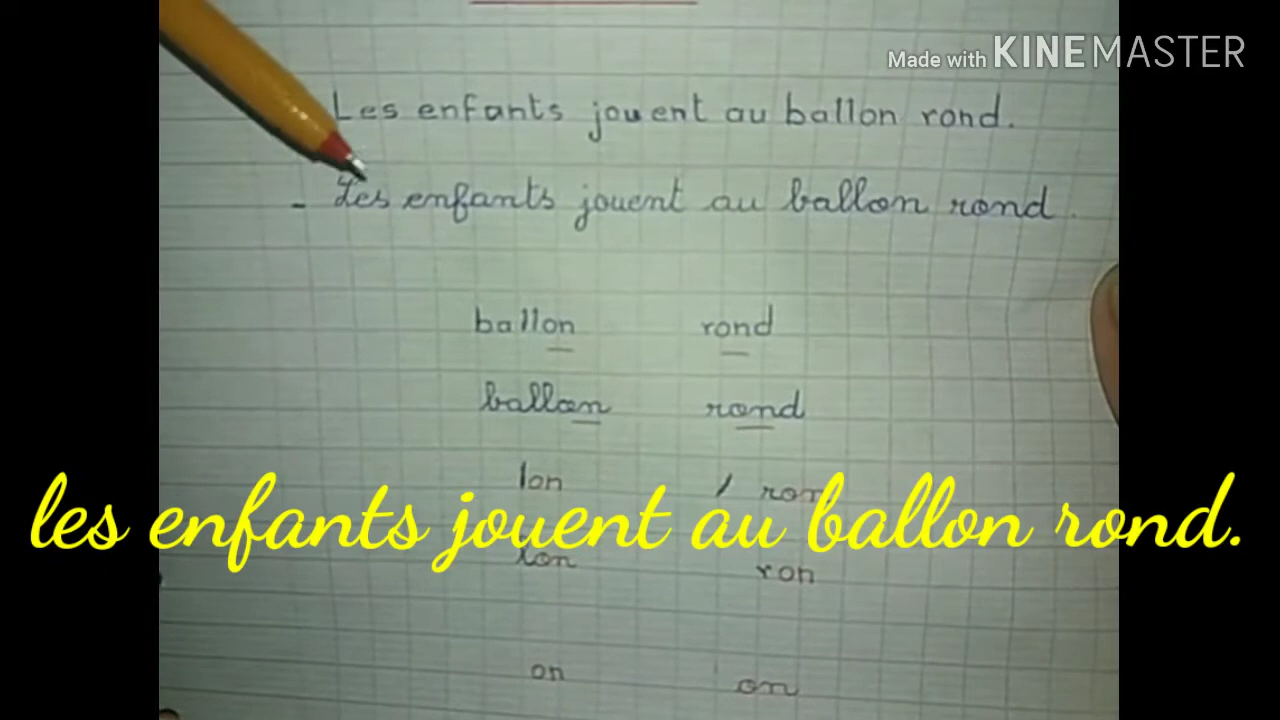 Made with KINEMASTER
Les enfants jouent au ballon rond.
- Les enfants jouent au ballon rond.
ballon rond
ballon rond
lon / ron
les enfants jouent au ballon rond.
lon ron
on on